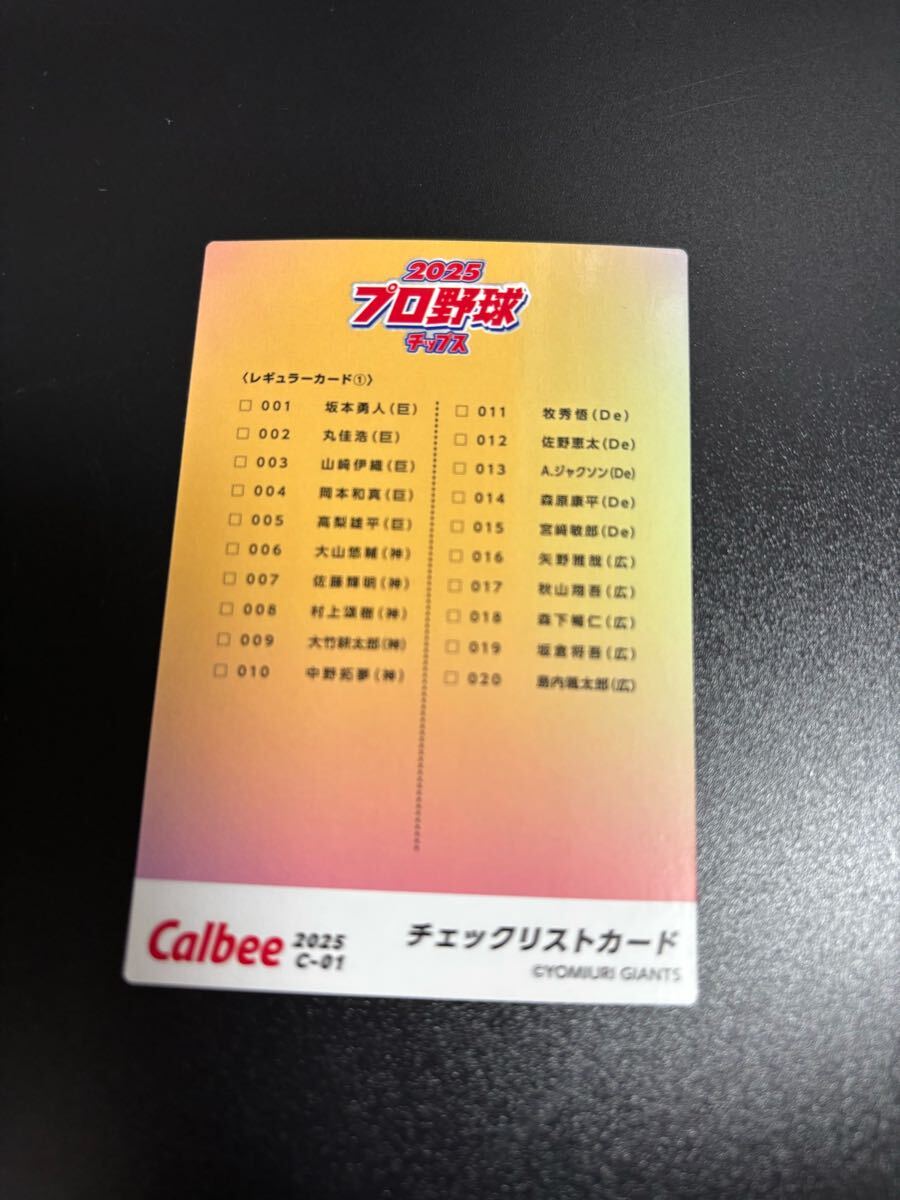 2025
プロ野球
チップス
〈レギュラーカード①〉
□ 001 坂本勇人(巨)
□ 002 丸佳浩(巨)
□ 003 山﨑伊織(巨)
□ 004 岡本和真(巨)
□ 005 高梨雄平(巨)
□ 006 大山悠輔(神)
□ 007 佐藤輝明(神)
□ 008 村上頌樹(神)
□ 009 大竹耕太郎(神)
□ 010 中野拓夢(神)
□ 011 牧秀悟(De)
□ 012 佐野恵太(De)
□ 013 A.ジャクソン(De)
□ 014 森原康平(De)
□ 015 宮﨑敏郎(De)
□ 016 矢野雅哉(広)
□ 017 秋山翔吾(広)
□ 018 森下暢仁(広)
□ 019 坂倉将吾(広)
□ 020 島内颯太郎(広)
Calbee 2025
C-01
チェックリストカード
©YOMIURI GIANTS